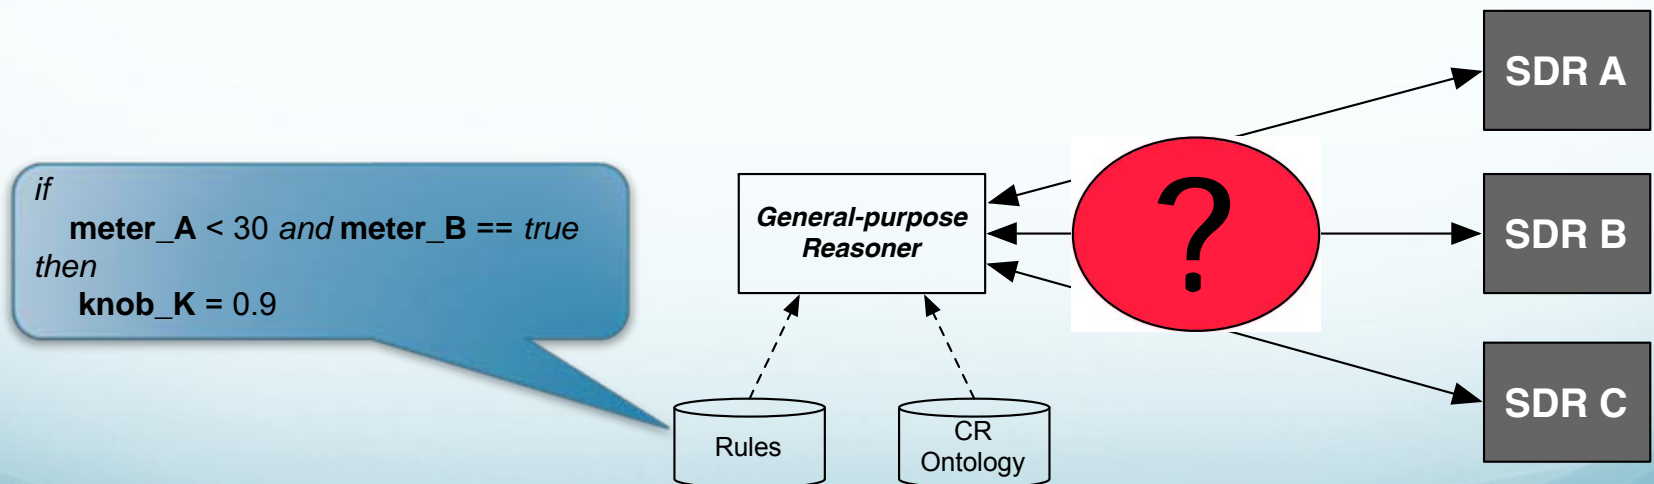 if
meter_A < 30 and meter_B == true
then
knob_K = 0.9
General-purpose
Reasoner
?
SDR A
SDR B
SDR C
Rules
CR
Ontology